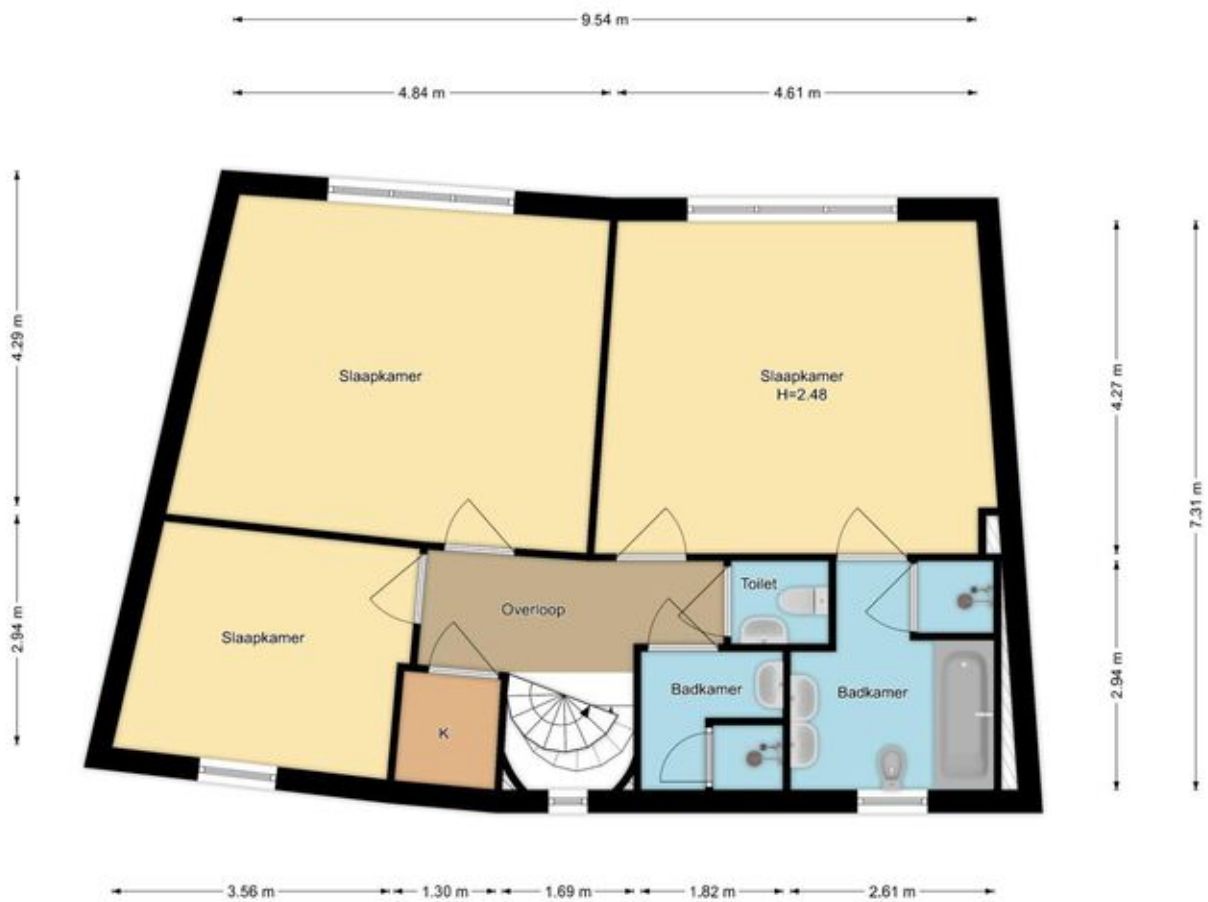 9.54 m
4.84 m
4.61 m
4.29 m
Slaapkamer
Slaapkamer
H=2.48
4.27 m
7.31 m
2.94 m
Slaapkamer
Overloop
Toilet
K
Badkamer
Badkamer
2.94 m
3.56 m
1.30 m
1.69 m
1.82 m
2.61 m